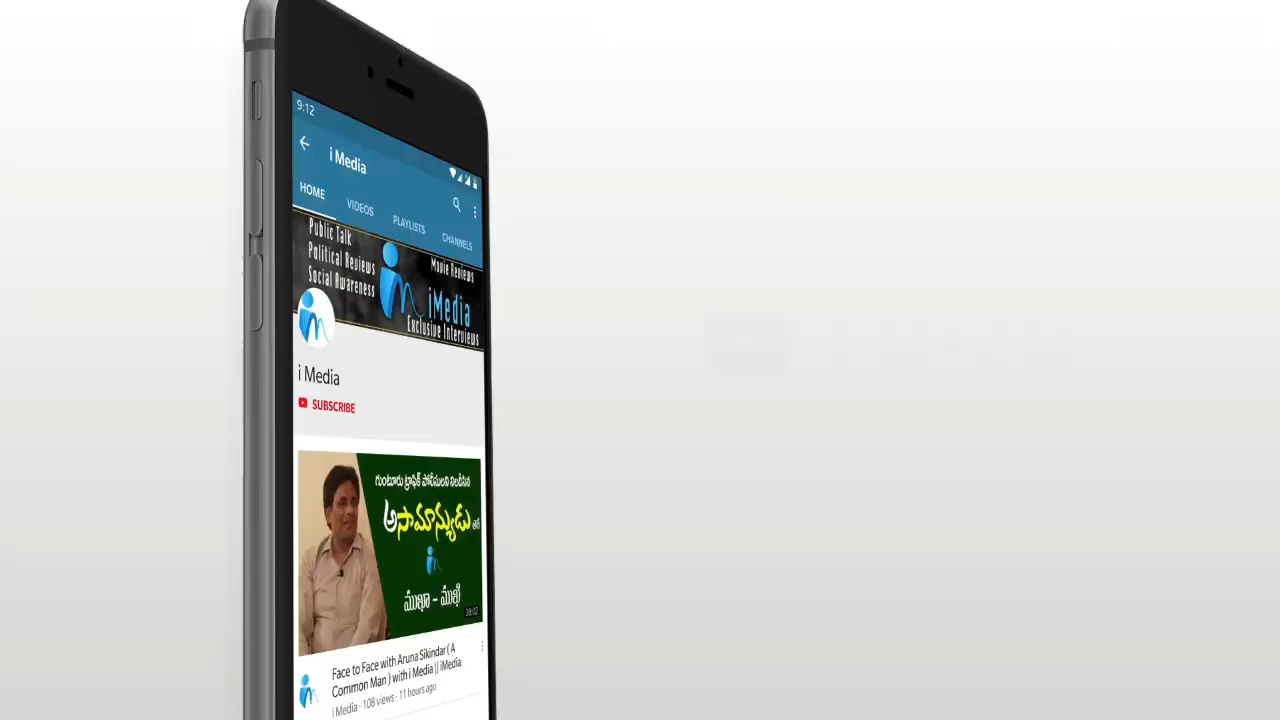 9:12
i Media
HOME VIDEOS PLAYLISTS CHANNELS
Public Talk
Political Reviews
Social Awareness
Movie Reviews
iMedia
Exclusive Interviews
i Media
SUBSCRIBE
గుంటూరు ట్రాఫిక్ పోలీసులని నిలదీసిన
అసామాన్యుడు తో
ముఖా - ముఖి
38:02
Face to Face with Aruna Sikindar ( A
Common Man ) with i Media || iMedia
i Media · 108 views · 11 hours ago